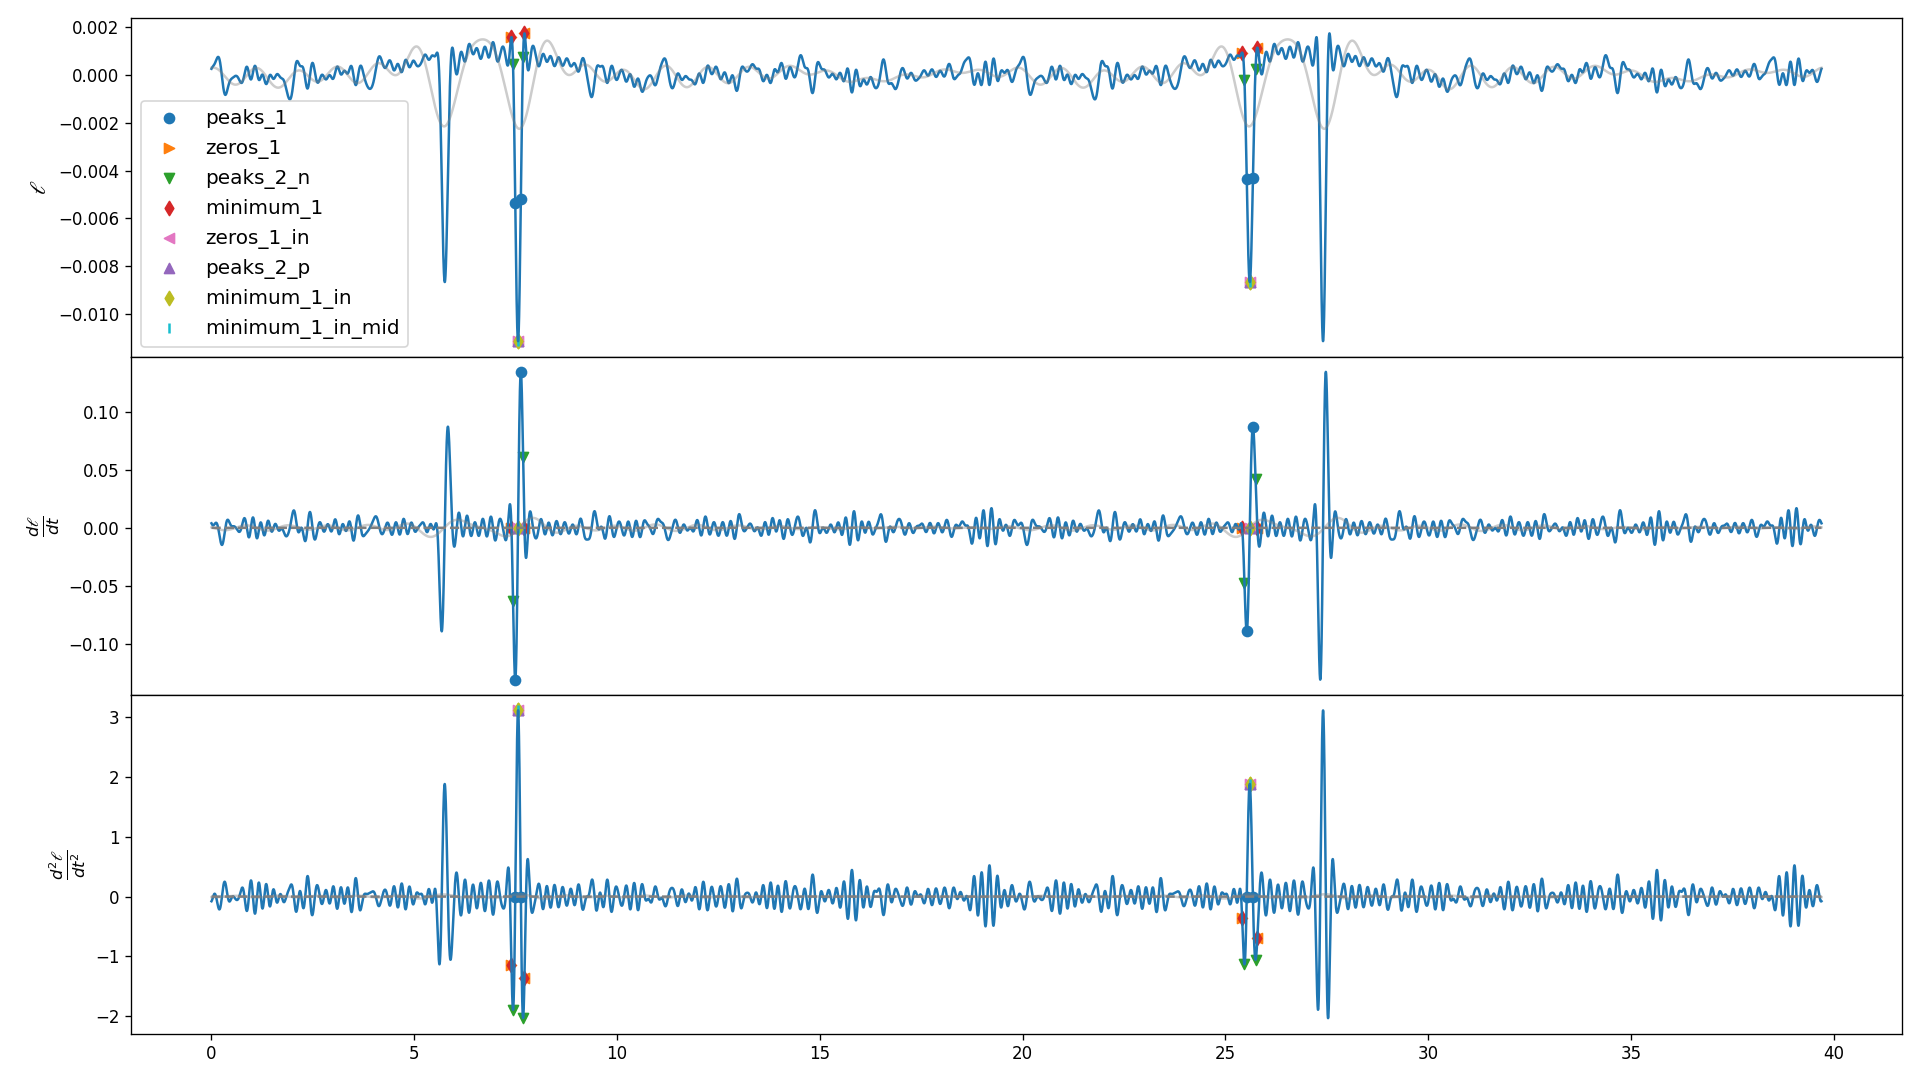 0.002
0.000
−0.002
−0.004
−0.006
−0.008
−0.010
ℓ
peaks_1
zeros_1
peaks_2_n
minimum_1
zeros_1_in
peaks_2_p
minimum_1_in
minimum_1_in_mid
0.10
0.05
0.00
−0.05
−0.10
dℓ
dt
3
2
1
0
−1
−2
d²ℓ
dt²
0 5 10 15 20 25 30 35 40